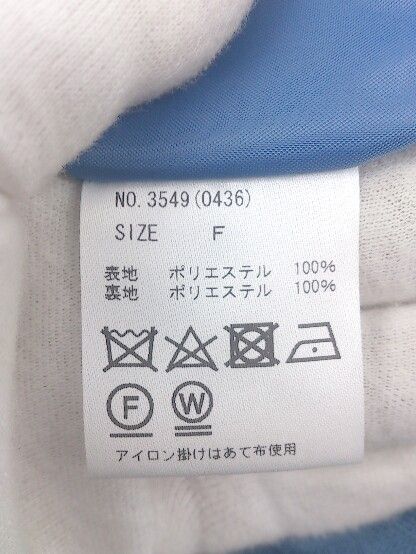 NO. 3549(0436)
SIZE F
表地 ポリエステル 100%
裏地 ポリエステル 100%
F W
アイロン掛けはあて布使用